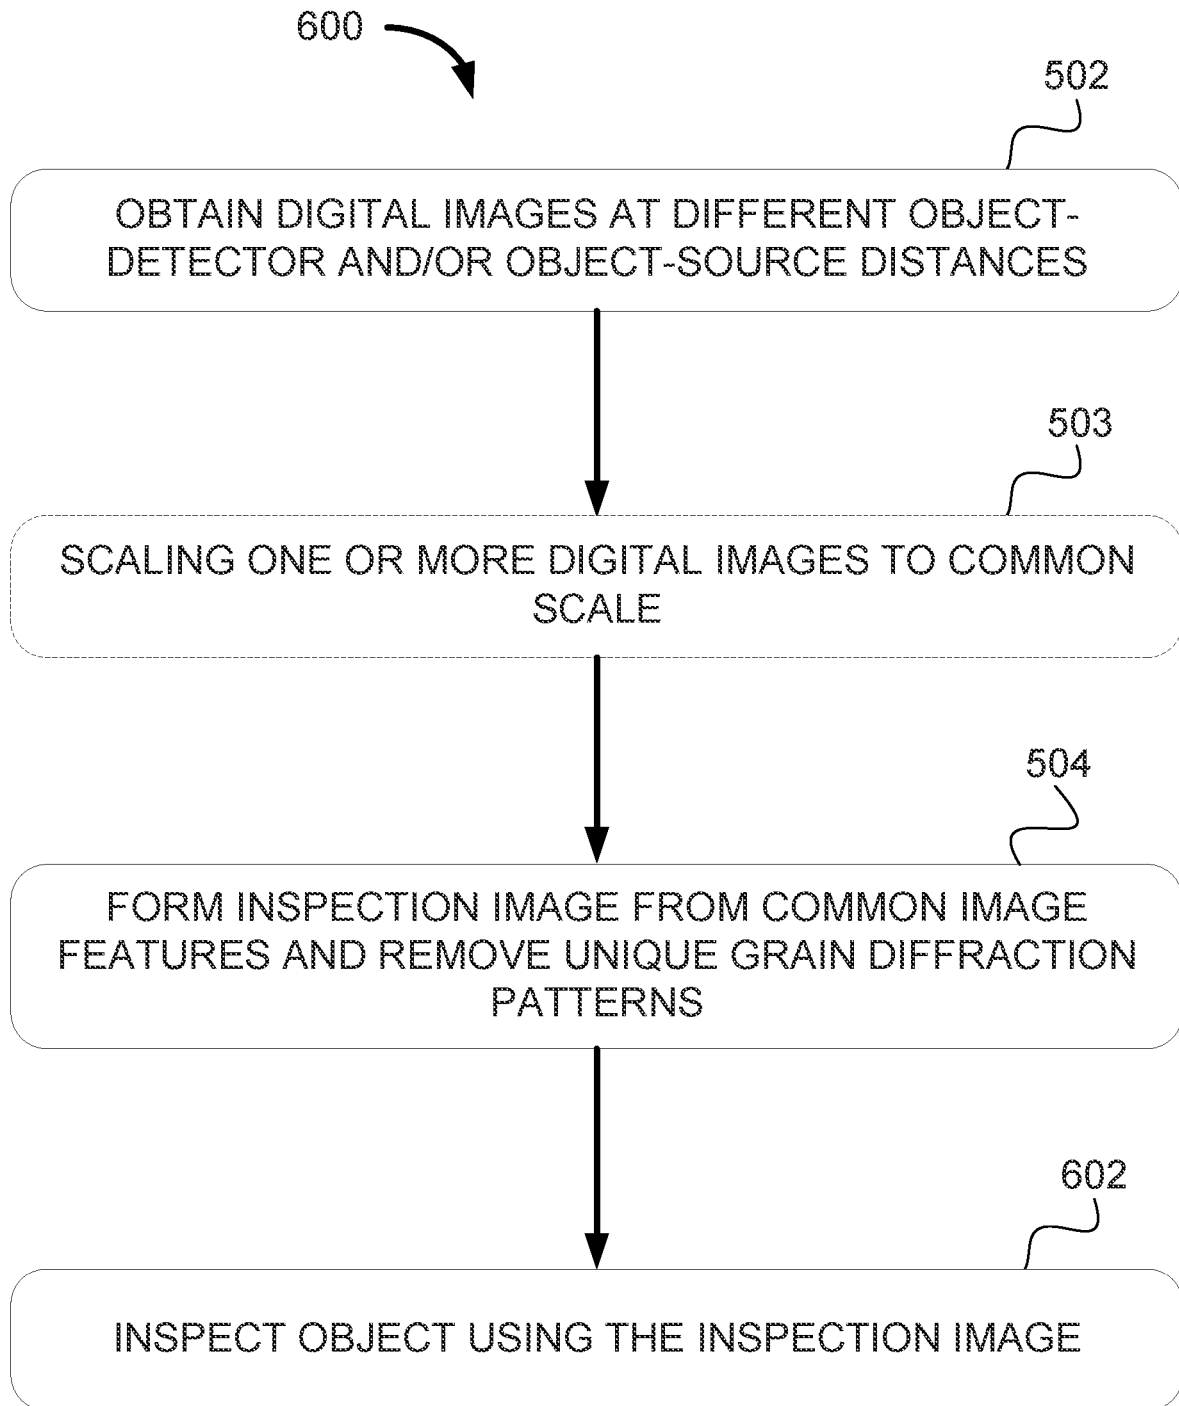 600
502
OBTAIN DIGITAL IMAGES AT DIFFERENT OBJECT-
DETECTOR AND/OR OBJECT-SOURCE DISTANCES
503
SCALING ONE OR MORE DIGITAL IMAGES TO COMMON
SCALE
504
FORM INSPECTION IMAGE FROM COMMON IMAGE
FEATURES AND REMOVE UNIQUE GRAIN DIFFRACTION
PATTERNS
602
INSPECT OBJECT USING THE INSPECTION IMAGE